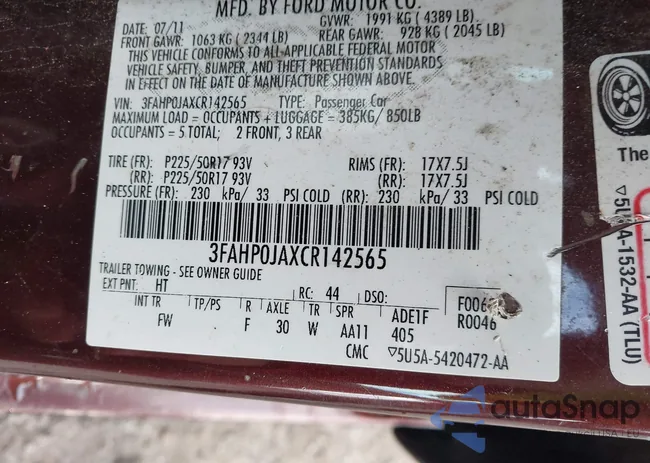 MFD. BY FORD MOTOR CO.
DATE: 07/11 GVWR: 1991 KG ( 4389 LB)
FRONT GAWR: 1063 KG ( 2344 LB) REAR GAWR: 928 KG ( 2045 LB)
THIS VEHICLE CONFORMS TO ALL APPLICABLE FEDERAL MOTOR
VEHICLE SAFETY, BUMPER, AND THEFT PREVENTION STANDARDS
IN EFFECT ON THE DATE OF MANUFACTURE SHOWN ABOVE.
VIN: 3FAHP0JAXCR142565 TYPE: Passenger Car
MAXIMUM LOAD = OCCUPANTS + LUGGAGE = 385KG/ 850LB
OCCUPANTS = 5 TOTAL; 2 FRONT, 3 REAR
TIRE (FR): P225/50R17 93V RIMS (FR): 17X7.5J
(RR): P225/50R17 93V (RR): 17X7.5J
PRESSURE (FR): 230 kPa/ 33 PSI COLD (RR): 230 kPa/ 33 PSI COLD
3FAHP0JAXCR142565
TRAILER TOWING - SEE OWNER GUIDE
EXT PNT: HT RC: 44 DSO: F006
R0046
INT TR TP/PS R AXLE TR SPR ADE1F
FW F 30 W AA11 405
CMC ▽5U5A-5420472-AA
The
-1532-AA (TLU)
autoSnap